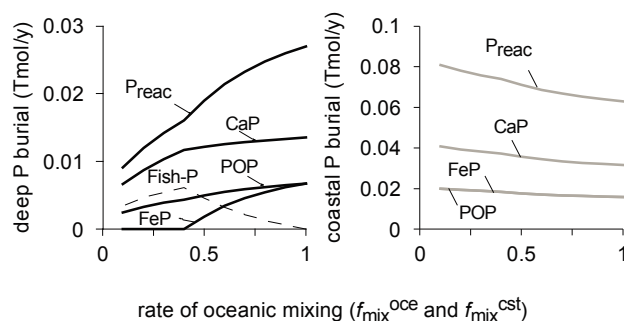 deep P burial (Tmol/y)
0.03
0.02
0.01
0
P_reac
CaP
Fish-P
POP
FeP
0
0.5
1
coastal P burial (Tmol/y)
0.1
0.08
0.06
0.04
0.02
0
P_reac
CaP
FeP
POP
0
0.5
1
rate of oceanic mixing (f_mix^oce and f_mix^cst)